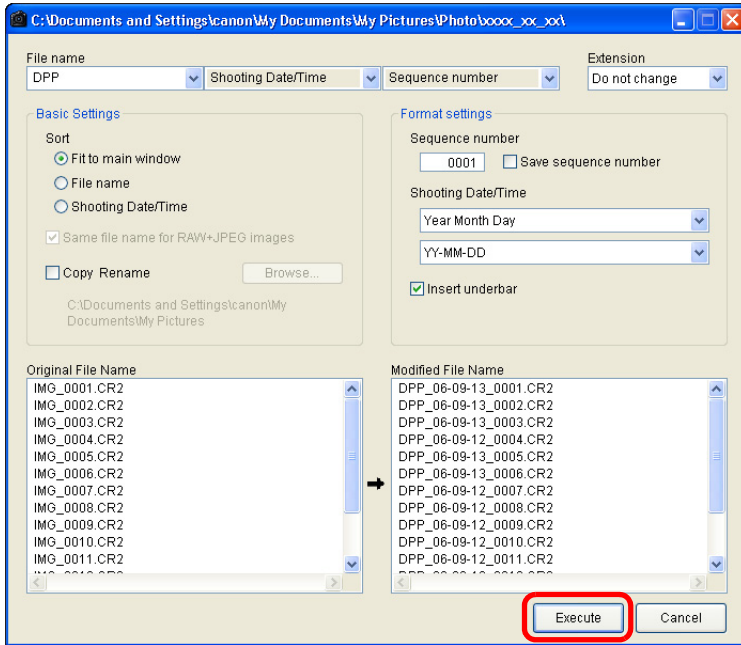 C:\Documents and Settings\canon\My Documents\My Pictures\Photo\xxxx_xx_xx\
File name
Extension
DPP
Shooting Date/Time
Sequence number
Do not change
Basic Settings
Sort
Fit to main window
File name
Shooting Date/Time
Same file name for RAW+JPEG images
Copy Rename
Browse...
C:\Documents and Settings\canon\My
Documents\My Pictures
Format settings
Sequence number
0001
Save sequence number
Shooting Date/Time
Year Month Day
YY-MM-DD
Insert underbar
Original File Name
IMG_0001.CR2
IMG_0002.CR2
IMG_0003.CR2
IMG_0004.CR2
IMG_0005.CR2
IMG_0006.CR2
IMG_0007.CR2
IMG_0008.CR2
IMG_0009.CR2
IMG_0010.CR2
IMG_0011.CR2
Modified File Name
DPP_06-09-13_0001.CR2
DPP_06-09-13_0002.CR2
DPP_06-09-13_0003.CR2
DPP_06-09-12_0004.CR2
DPP_06-09-13_0005.CR2
DPP_06-09-13_0006.CR2
DPP_06-09-12_0007.CR2
DPP_06-09-12_0008.CR2
DPP_06-09-12_0009.CR2
DPP_06-09-12_0010.CR2
DPP_06-09-12_0011.CR2
Execute
Cancel